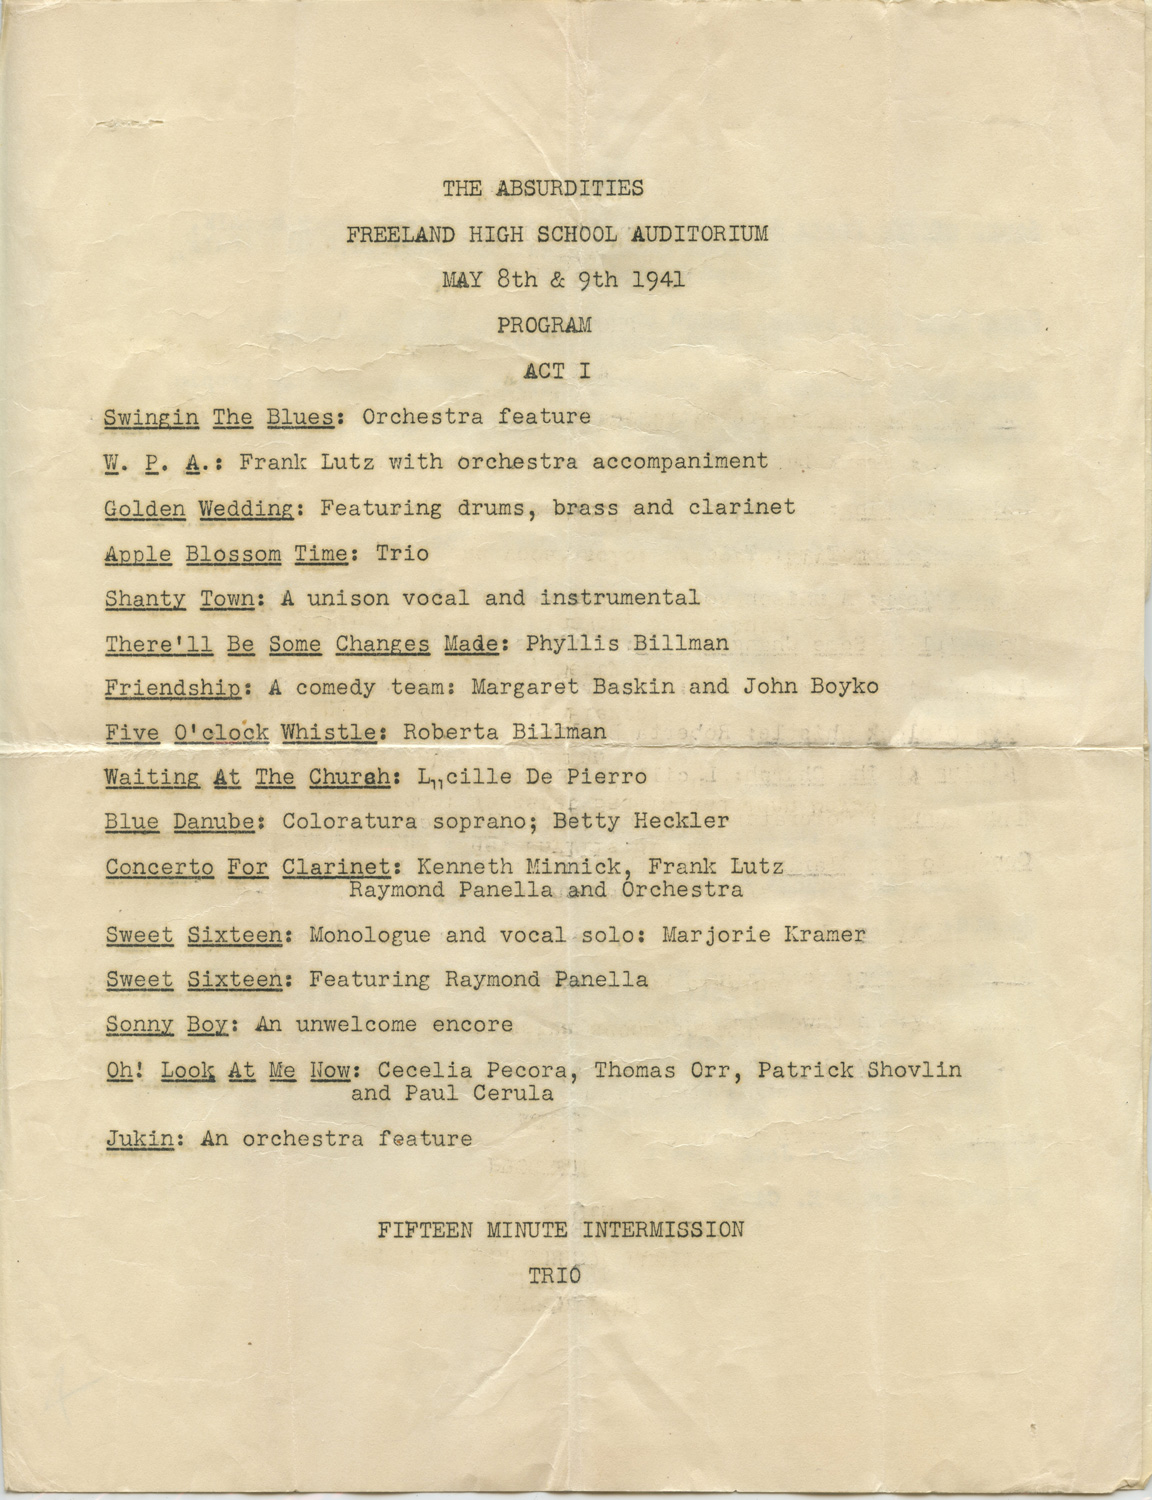 THE ABSURDITIES
FREELAND HIGH SCHOOL AUDITORIUM
MAY 8th & 9th 1941
PROGRAM
ACT I
Swingin The Blues: Orchestra feature
W. P. A.: Frank Lutz with orchestra accompaniment
Golden Wedding: Featuring drums, brass and clarinet
Apple Blossom Time: Trio
Shanty Town: A unison vocal and instrumental
There'll Be Some Changes Made: Phyllis Billman
Friendship: A comedy team: Margaret Baskin and John Boyko
Five O'clock Whistle: Roberta Billman
Waiting At The Churah: L,,cille De Pierro
Blue Danube: Coloratura soprano; Betty Heckler
Concerto For Clarinet: Kenneth Minnick, Frank Lutz
Raymond Panella and Orchestra
Sweet Sixteen: Monologue and vocal solo: Marjorie Kramer
Sweet Sixteen: Featuring Raymond Panella
Sonny Boy: An unwelcome encore
Oh! Look At Me Now: Cecelia Pecora, Thomas Orr, Patrick Shovlin
and Paul Cerula
Jukin: An orchestra feature
FIFTEEN MINUTE INTERMISSION
TRIO